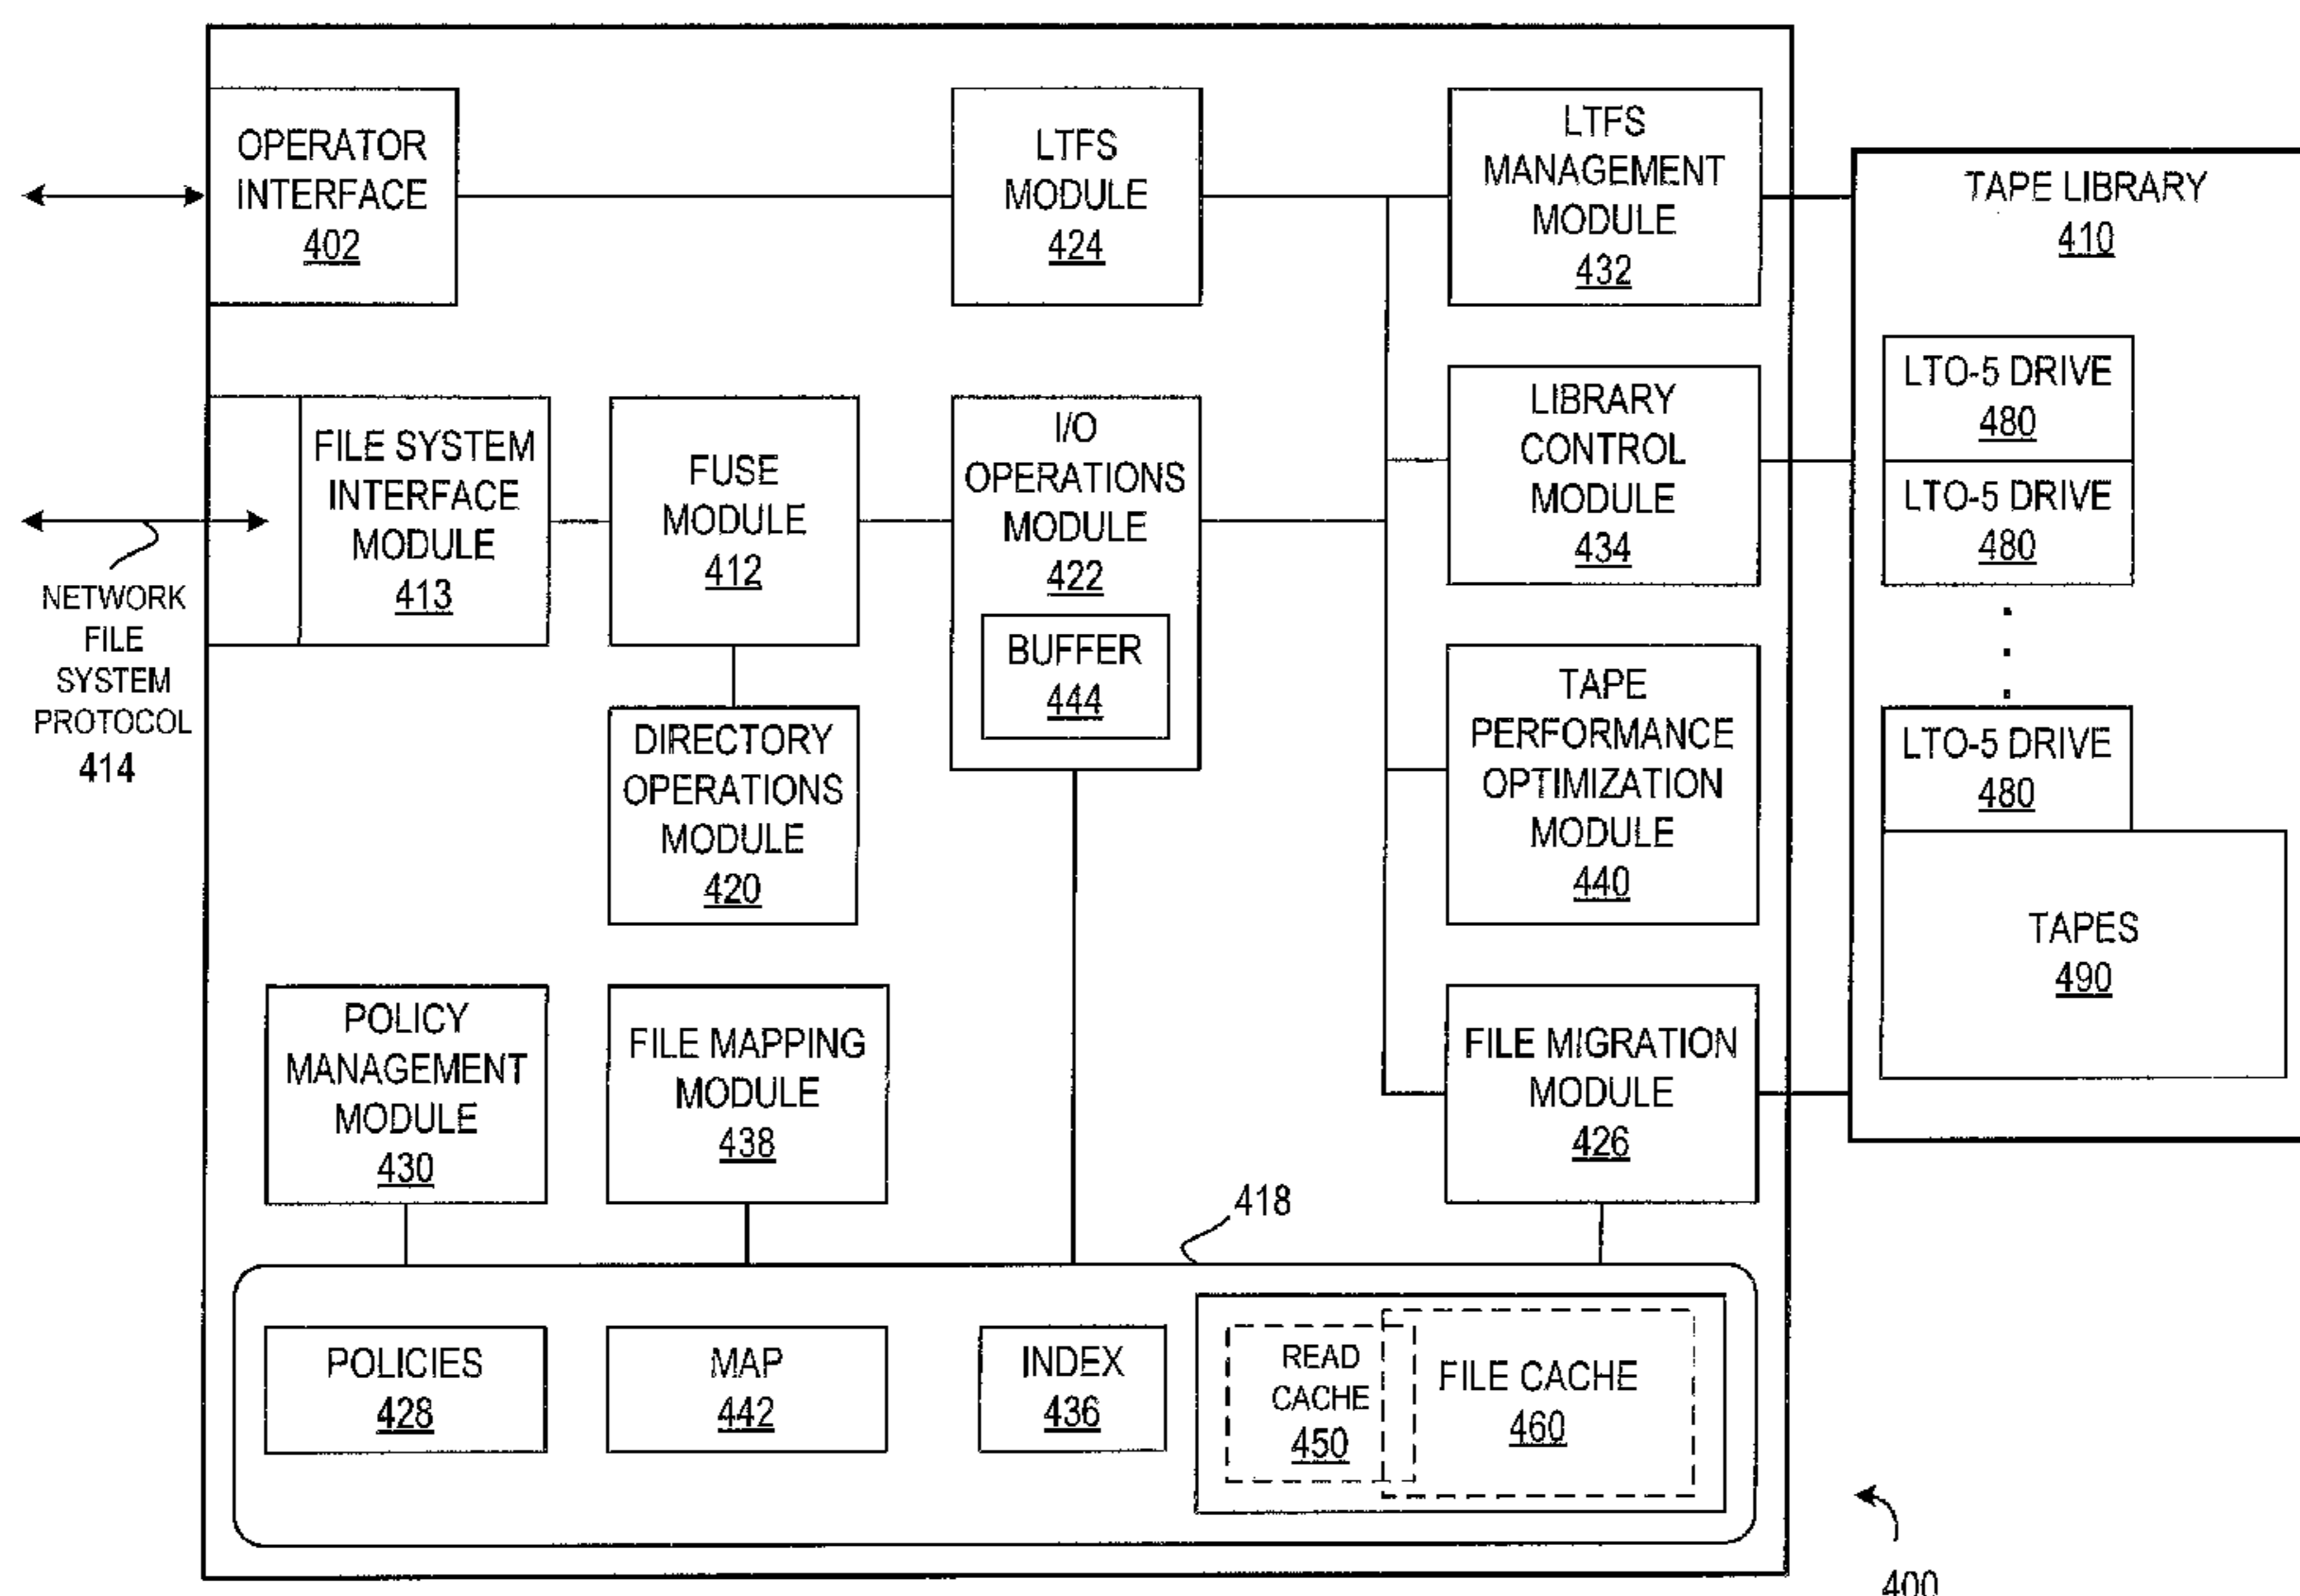 OPERATOR
INTERFACE
402
LTFS
MODULE
424
LTFS
MANAGEMENT
MODULE
432
TAPE LIBRARY
410
FILE SYSTEM
INTERFACE
MODULE
413
NETWORK
FILE
SYSTEM
PROTOCOL
414
FUSE
MODULE
412
I/O
OPERATIONS
MODULE
422
BUFFER
444
LIBRARY
CONTROL
MODULE
434
LTO-5 DRIVE
480
LTO-5 DRIVE
480
LTO-5 DRIVE
480
DIRECTORY
OPERATIONS
MODULE
420
TAPE
PERFORMANCE
OPTIMIZATION
MODULE
440
TAPES
490
POLICY
MANAGEMENT
MODULE
430
FILE MAPPING
MODULE
438
FILE MIGRATION
MODULE
426
418
POLICIES
428
MAP
442
INDEX
436
READ
CACHE
450
FILE CACHE
460
400